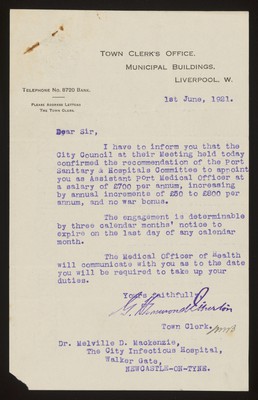 TOWN CLERK'S OFFICE,
MUNICIPAL BUILDINGS,
LIVERPOOL, W.
TELEPHONE NO. 8720 BANK.
PLEASE ADDRESS LETTERS
THE TOWN CLERK.
1st June, 1921.
Dear Sir,
I have to inform you that the
City Council at their Meeting held today
confirmed the recommendation of the Port
Sanitary & Hospitals Committee to appoint
you as Assistant Port Medical Officer at
a salary of £700 per annum, increasing
by annual increments of £50 to £800 per
annum, and no war bonus.
The engagement is determinable
by three calendar months' notice to
expire on the last day of any calendar
month.
The Medical Officer of Health
will communicate with you as to the date
you will be required to take up your
duties.
Yours faithfully
Town Clerk.
Dr. Melville D. Mackenzie,
The City Infectious Hospital,
Walker Gate,
NEWCASTLE-ON-TYNE.